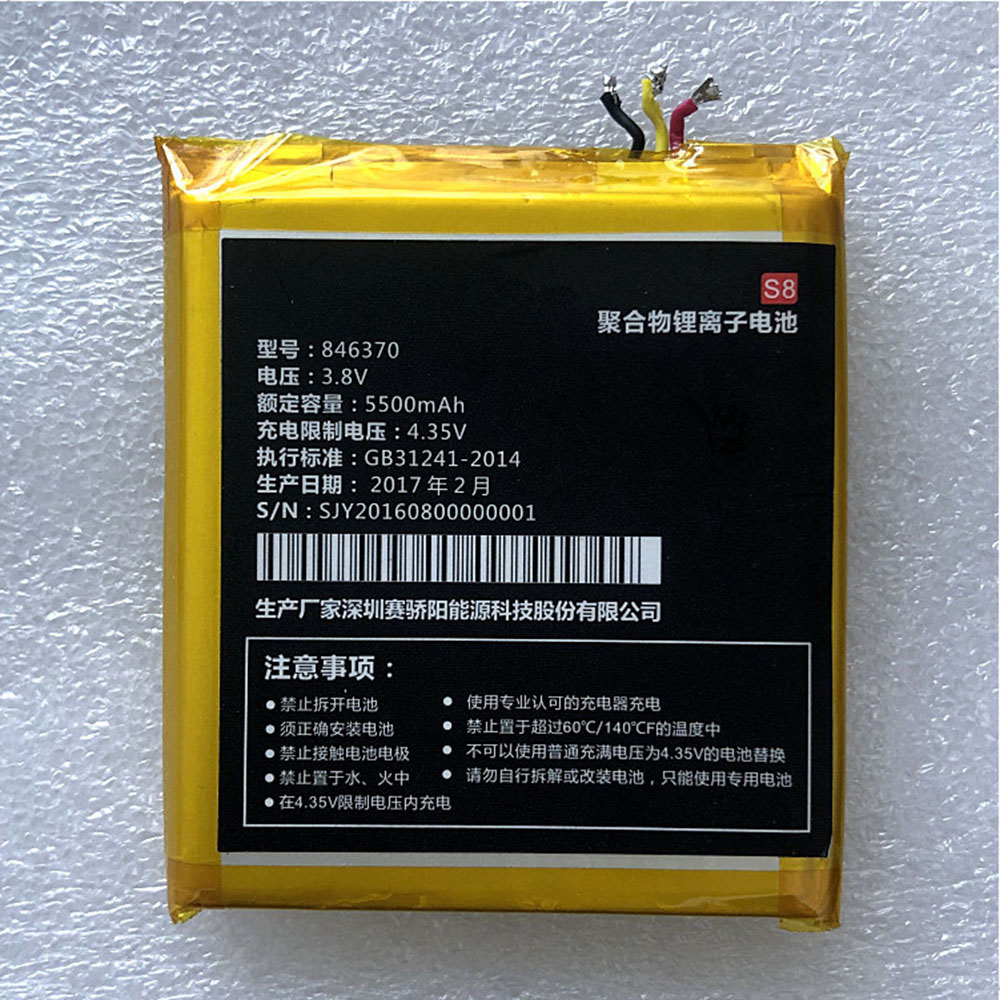 S8
聚合物锂离子电池
型号：846370
电压：3.8V
额定容量：5500mAh
充电限制电压：4.35V
执行标准：GB31241-2014
生产日期： 2017 年 2 月
S/N：SJY20160800000001
生产厂家深圳赛骄阳能源科技股份有限公司
注意事项：
● 禁止拆开电池
● 须正确安装电池
● 禁止接触电池电极
● 禁止置于水、火中
● 在4.35V限制电压内充电
● 使用专业认可的充电器充电
● 禁止置于超过60℃/140℃F的温度中
● 不可以使用普通充满电压为4.35V的电池替换
● 请勿自行拆解或改装电池，只能使用专用电池